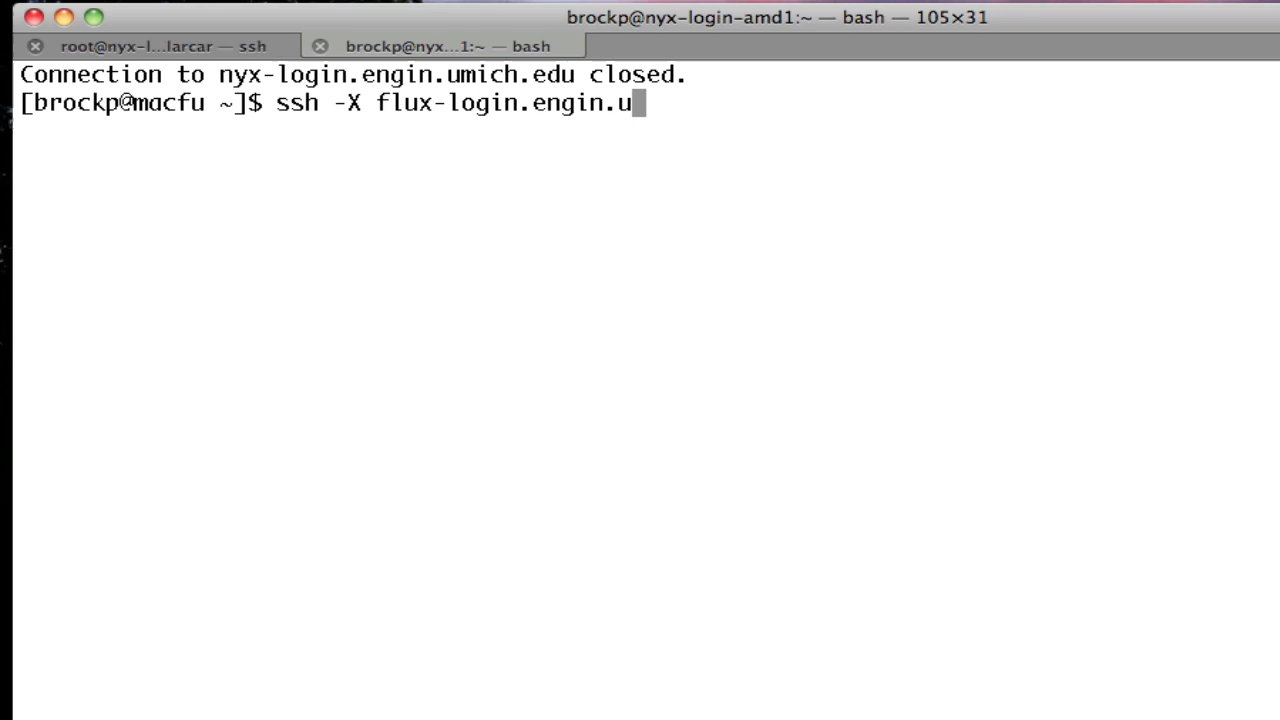 brockp@nyx-login-amd1:~ — bash — 105×31
root@nyx-l...larcar — ssh
brockp@nyx...1:~ — bash
Connection to nyx-login.engin.umich.edu closed.
[brockp@macfu ~]$ ssh -X flux-login.engin.u